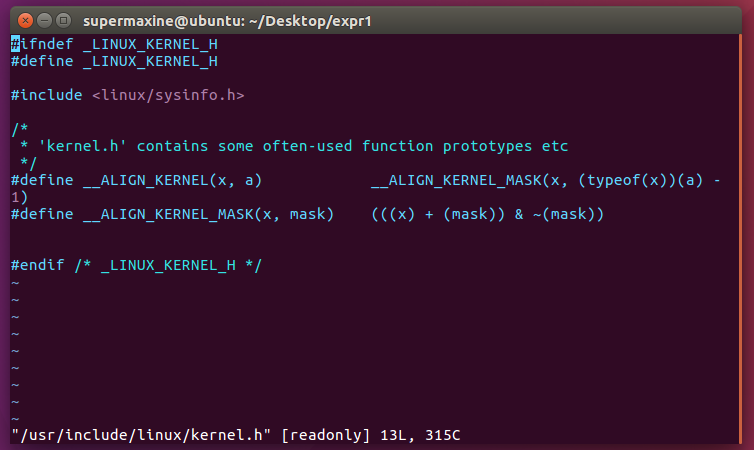 supermaxine@ubuntu: ~/Desktop/expr1
#ifndef _LINUX_KERNEL_H
#define _LINUX_KERNEL_H
#include <linux/sysinfo.h>
/*
 * 'kernel.h' contains some often-used function prototypes etc
 */
#define __ALIGN_KERNEL(x, a)            __ALIGN_KERNEL_MASK(x, (typeof(x))(a) -
1)
#define __ALIGN_KERNEL_MASK(x, mask)    (((x) + (mask)) & ~(mask))
#endif /* _LINUX_KERNEL_H */
~
~
~
~
~
~
~
~
~
"/usr/include/linux/kernel.h" [readonly] 13L, 315C